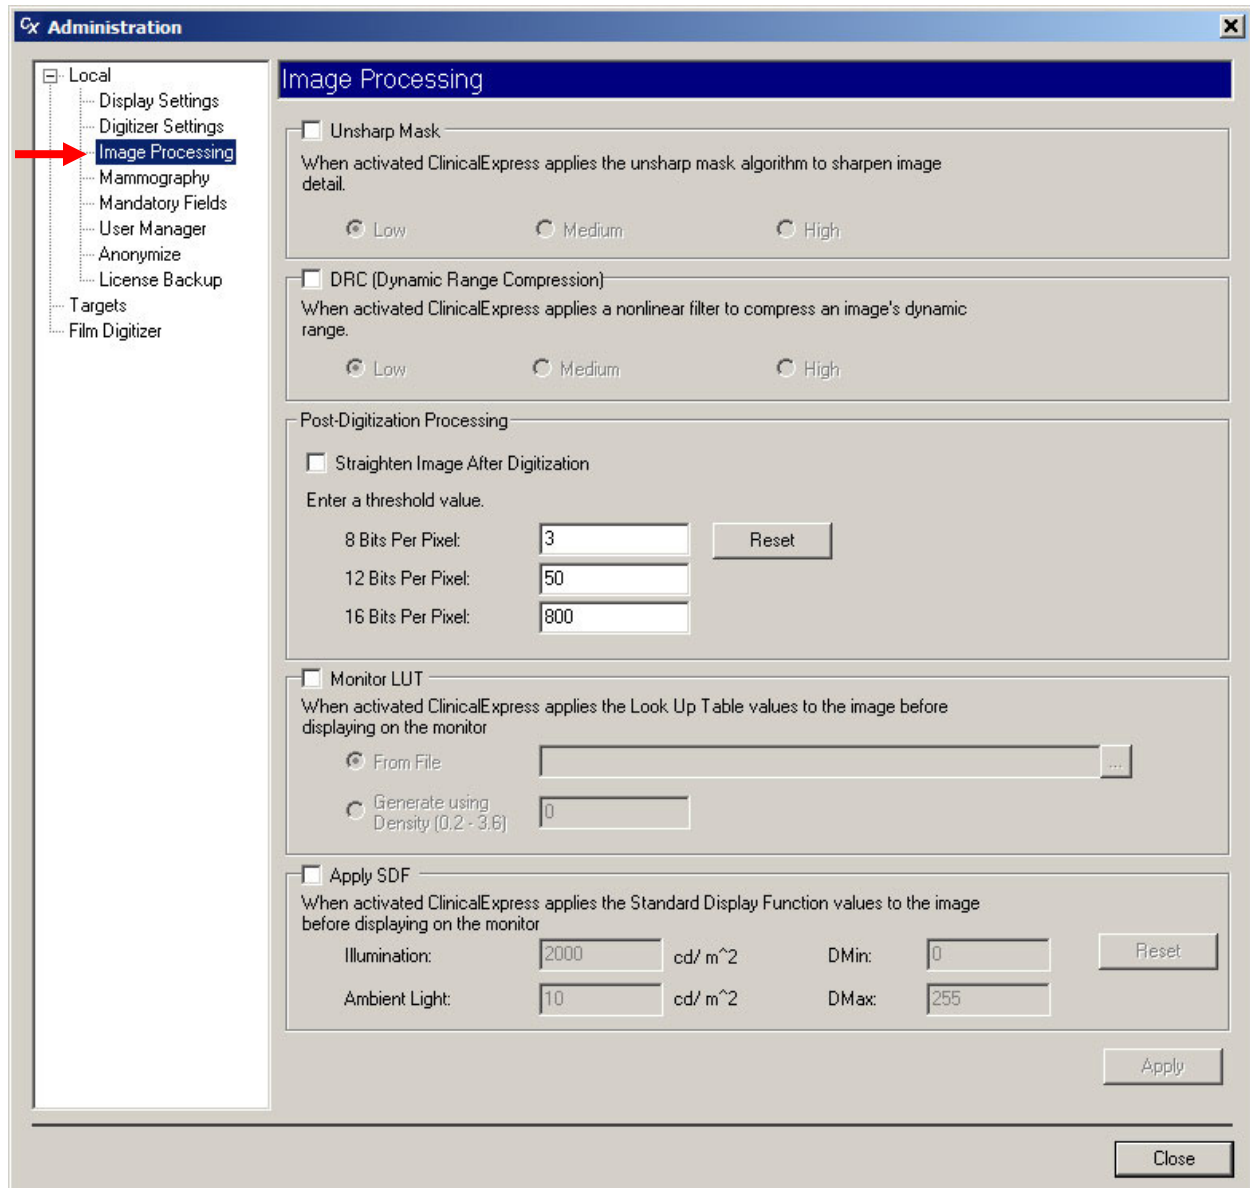 Cx Administration
Local
Display Settings
Digitizer Settings
Image Processing
Mammography
Mandatory Fields
User Manager
Anonymize
License Backup
Targets
Film Digitizer
Image Processing
Unsharp Mask
When activated ClinicalExpress applies the unsharp mask algorithm to sharpen image
detail.
Low Medium High
DRC (Dynamic Range Compression)
When activated ClinicalExpress applies a nonlinear filter to compress an image's dynamic
range.
Low Medium High
Post-Digitization Processing
Straighten Image After Digitization
Enter a threshold value.
8 Bits Per Pixel: 3 Reset
12 Bits Per Pixel: 50
16 Bits Per Pixel: 800
Monitor LUT
When activated ClinicalExpress applies the Look Up Table values to the image before
displaying on the monitor
From File ...
Generate using
Density (0.2 - 3.6) 0
Apply SDF
When activated ClinicalExpress applies the Standard Display Function values to the image
before displaying on the monitor
Illumination: 2000 cd/ m^2 DMin: 0 Reset
Ambient Light: 10 cd/ m^2 DMax: 255
Apply
Close